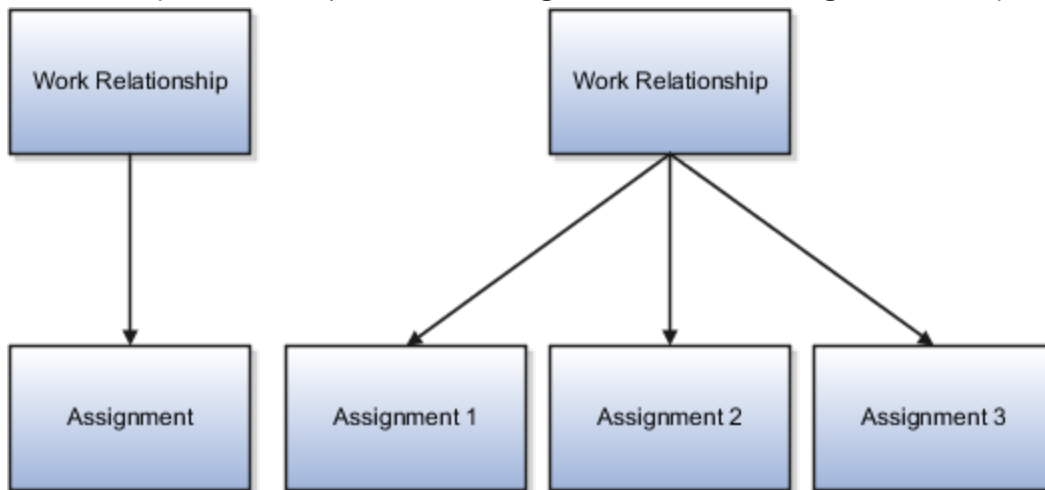 Work Relationship
Work Relationship
Assignment
Assignment 1
Assignment 2
Assignment 3